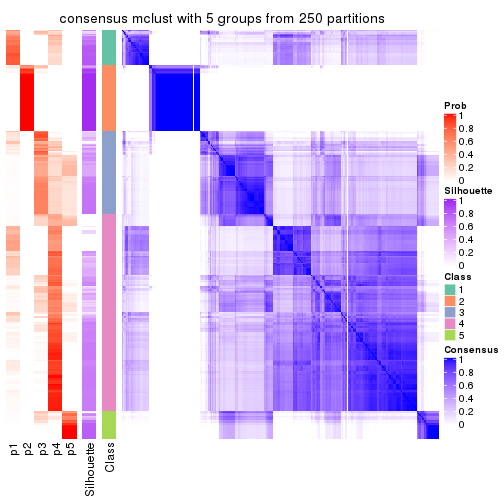 consensus mclust with 5 groups from 250 partitions
p1
p2
p3
p4
p5
Silhouette
Class
Prob
1
0.8
0.6
0.4
0.2
0
Silhouette
1
0.8
0.6
0.4
0.2
0
Class
1
2
3
4
5
Consensus
1
0.8
0.6
0.4
0.2
0